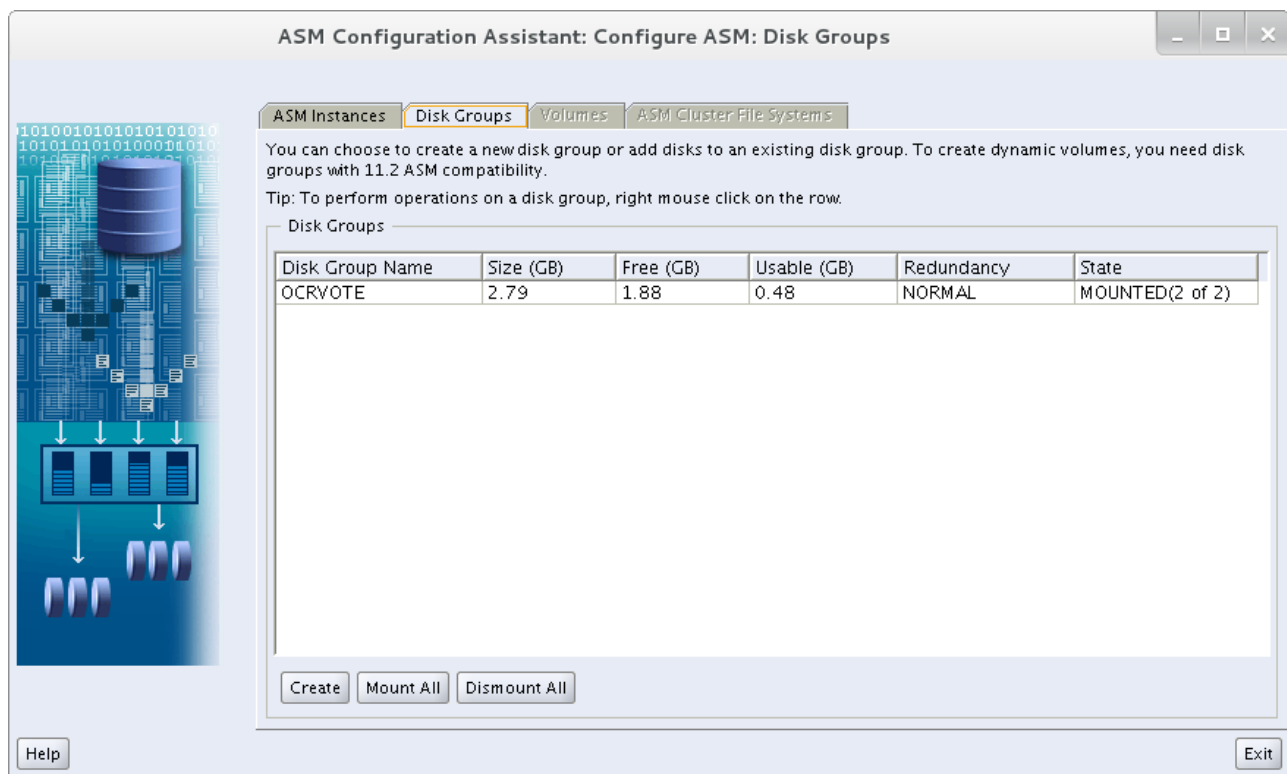 ASM Configuration Assistant: Configure ASM: Disk Groups
ASM Instances Disk Groups Volumes ASM Cluster File Systems
You can choose to create a new disk group or add disks to an existing disk group. To create dynamic volumes, you need disk
groups with 11.2 ASM compatibility.
Tip: To perform operations on a disk group, right mouse click on the row.
Disk Groups
Disk Group Name Size (GB) Free (GB) Usable (GB) Redundancy State
OCRVOTE 2.79 1.88 0.48 NORMAL MOUNTED(2 of 2)
Create Mount All Dismount All
Help Exit